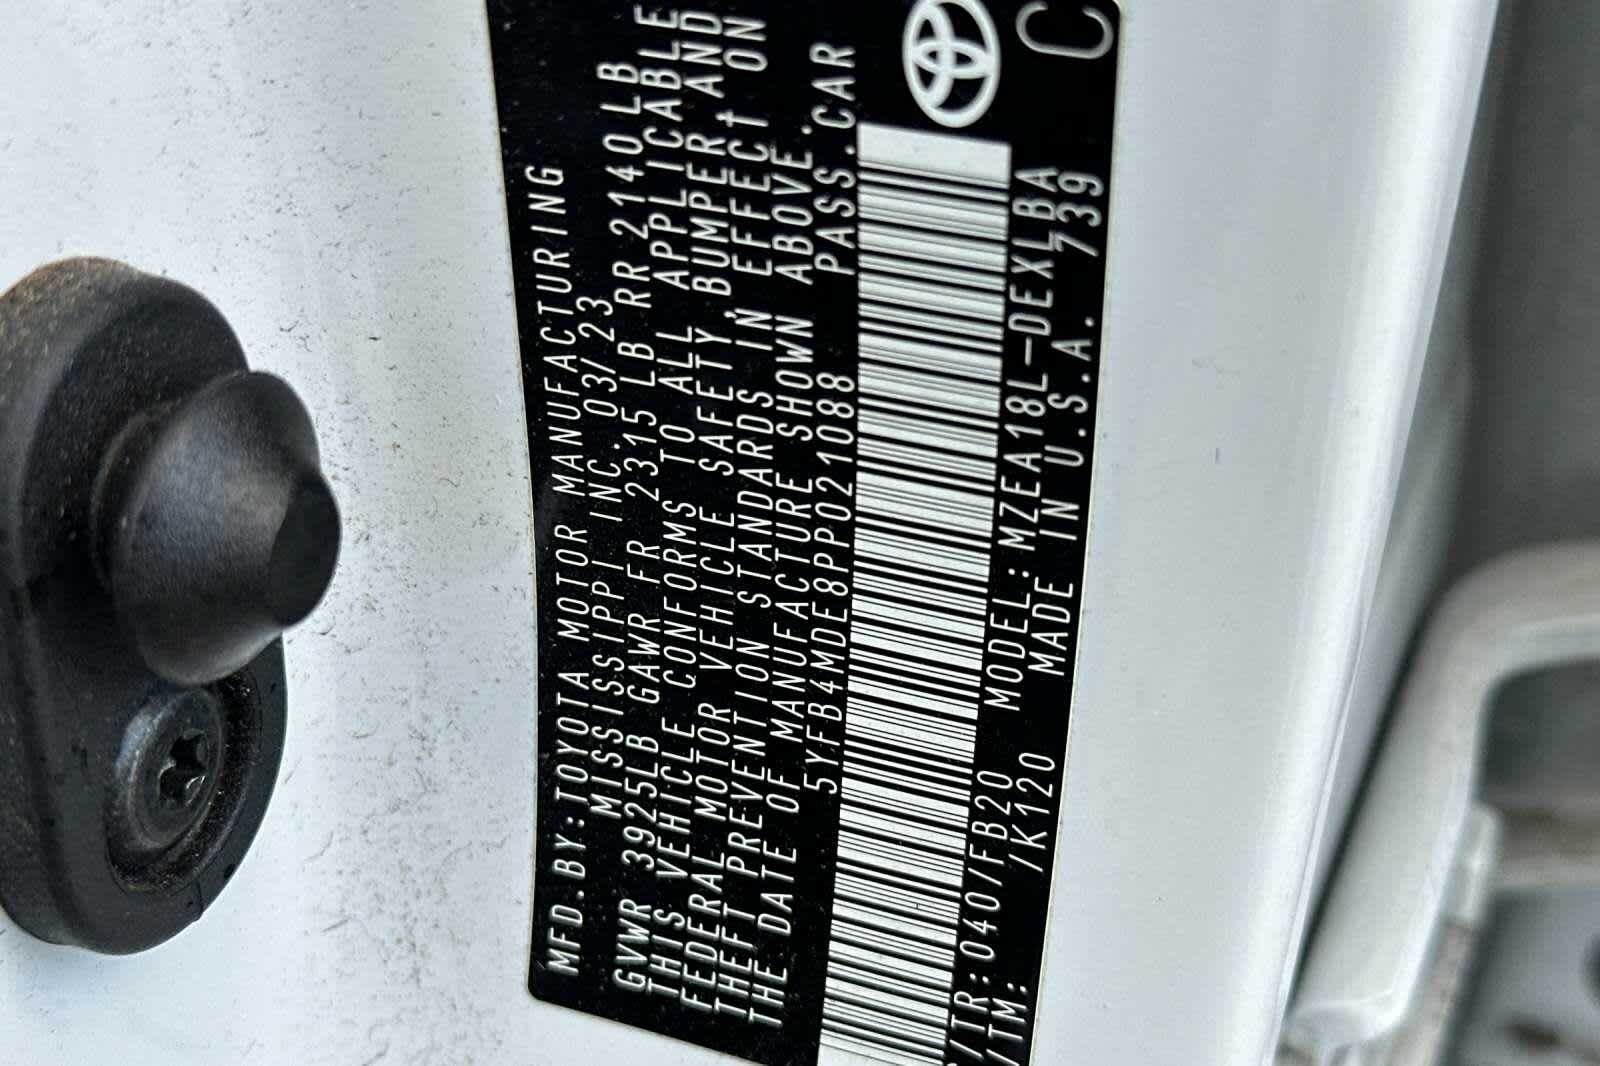 MFD.BY:TOYOTA MOTOR MANUFACTURING
MISSISSIPPI INC. 03/23
GVWR 3925LB GAWR FR 2315 LB RR 2140LB
THIS VEHICLE CONFORMS TO ALL APPLICABLE
FEDERAL MOTOR VEHICLE SAFETY, BUMPER AND
THEFT PREVENTION STANDARDS IN EFFECT ON
THE DATE OF MANUFACTURE SHOWN ABOVE.
5YFB4MDE8PP021088 PASS.CAR
/TR:040/FB20 MODEL:MZEA18L-DEXLBA
/TM: /K120 MADE IN U.S.A. 739
C